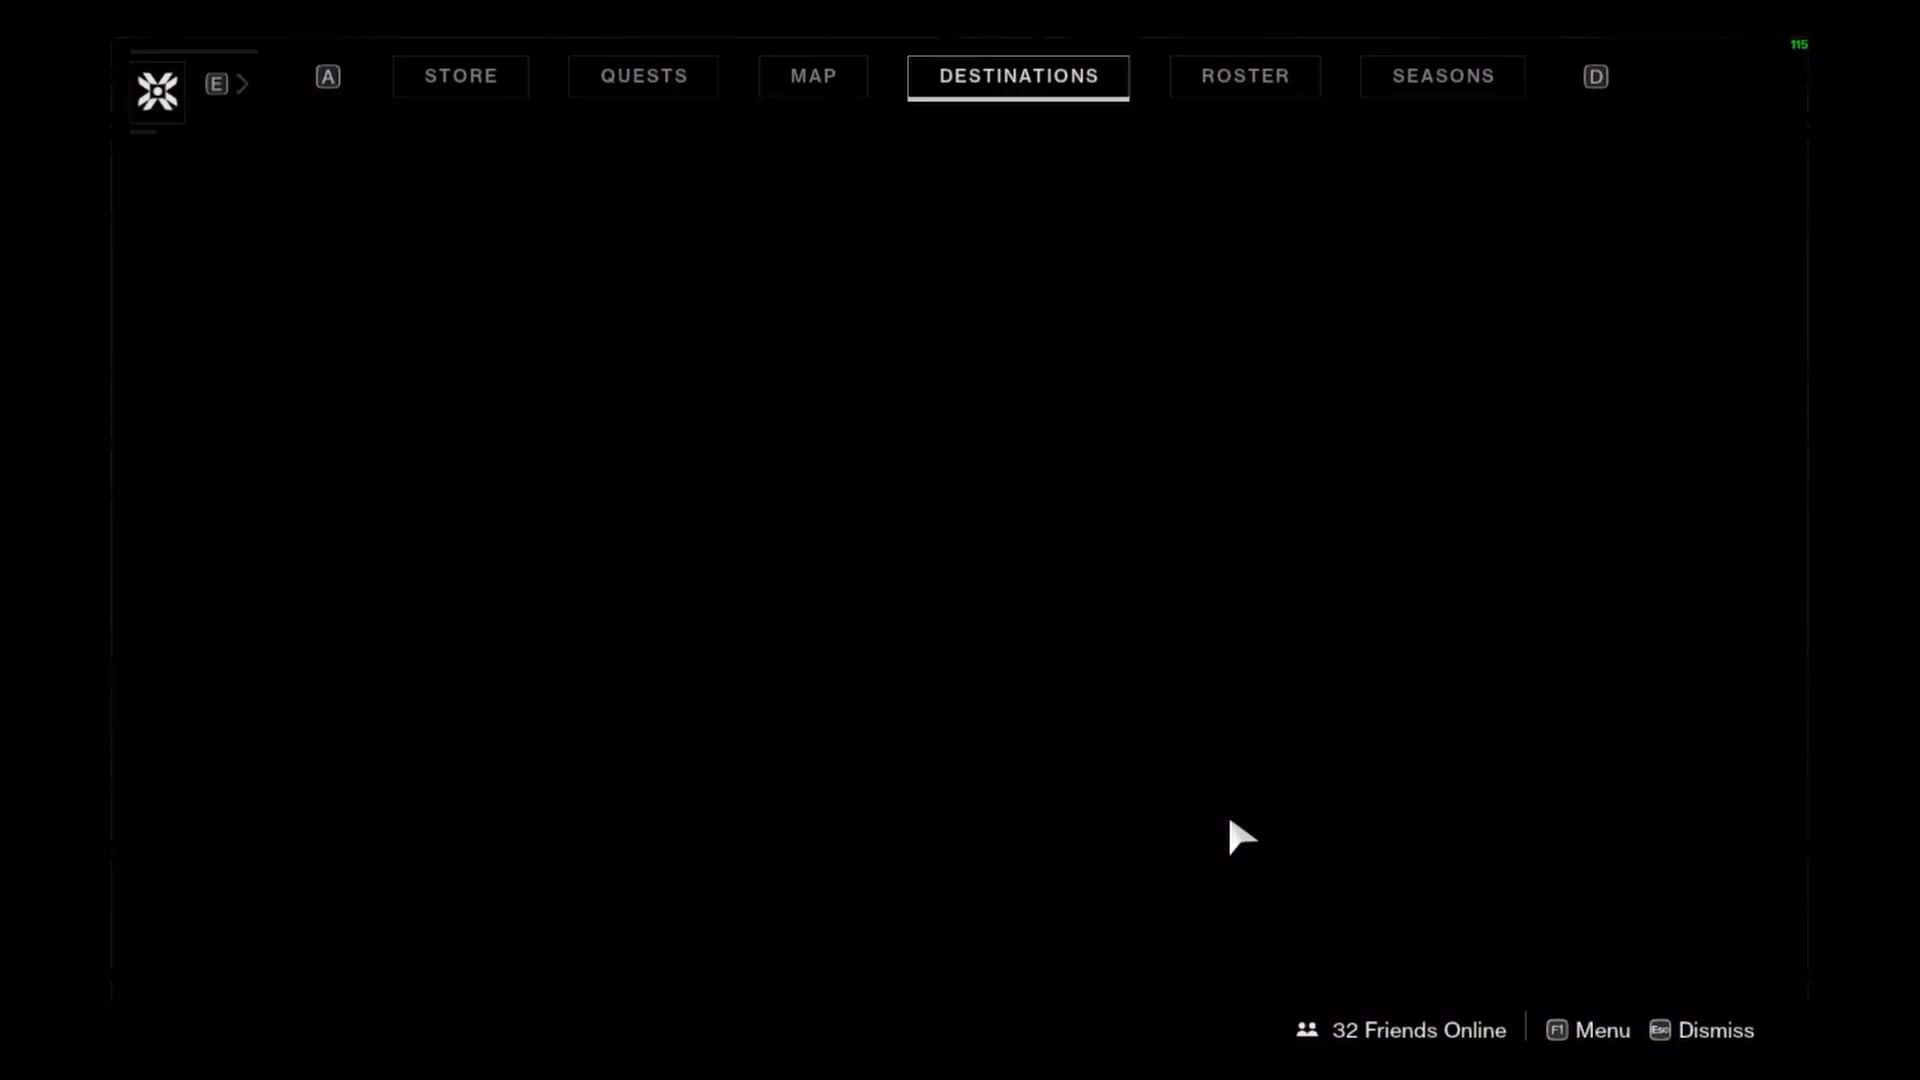 115
E A STORE QUESTS MAP DESTINATIONS ROSTER SEASONS D
32 Friends Online F1 Menu Esc Dismiss